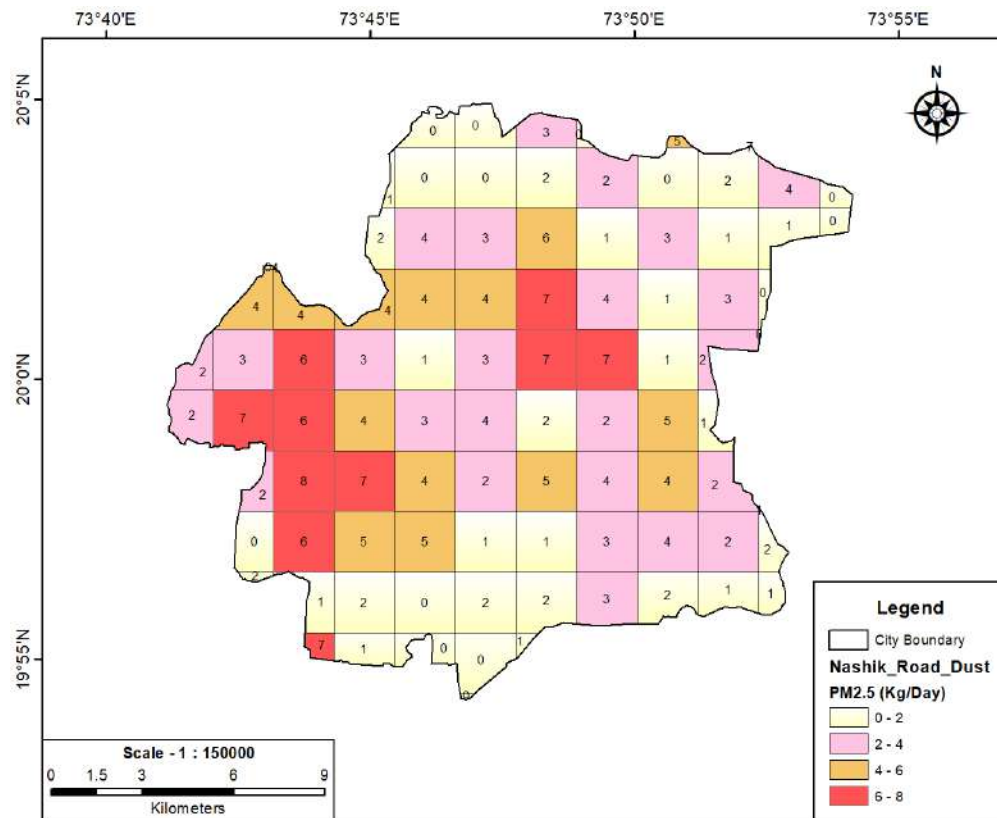 73°40'E 73°45'E 73°50'E 73°55'E
N
20°5'N
20°0'N
19°55'N
0 0 3 5
0 0 2 2 0 2 4 0
1
2 4 3 6 1 3 1 1 0
4 4 4 4 4 7 4 1 3 0
2 3 6 3 1 3 7 7 1 2
2 7 6 4 3 4 2 2 5 1
2 8 7 4 2 5 4 4 2
0 6 5 5 1 1 3 4 2 2
2
1 2 0 2 2 3 2 1 1
7 1 0 0 1
Legend
City Boundary
Nashik_Road_Dust
PM2.5 (Kg/Day)
0 - 2
2 - 4
4 - 6
6 - 8
Scale - 1 : 150000
0 1.5 3 6 9
Kilometers